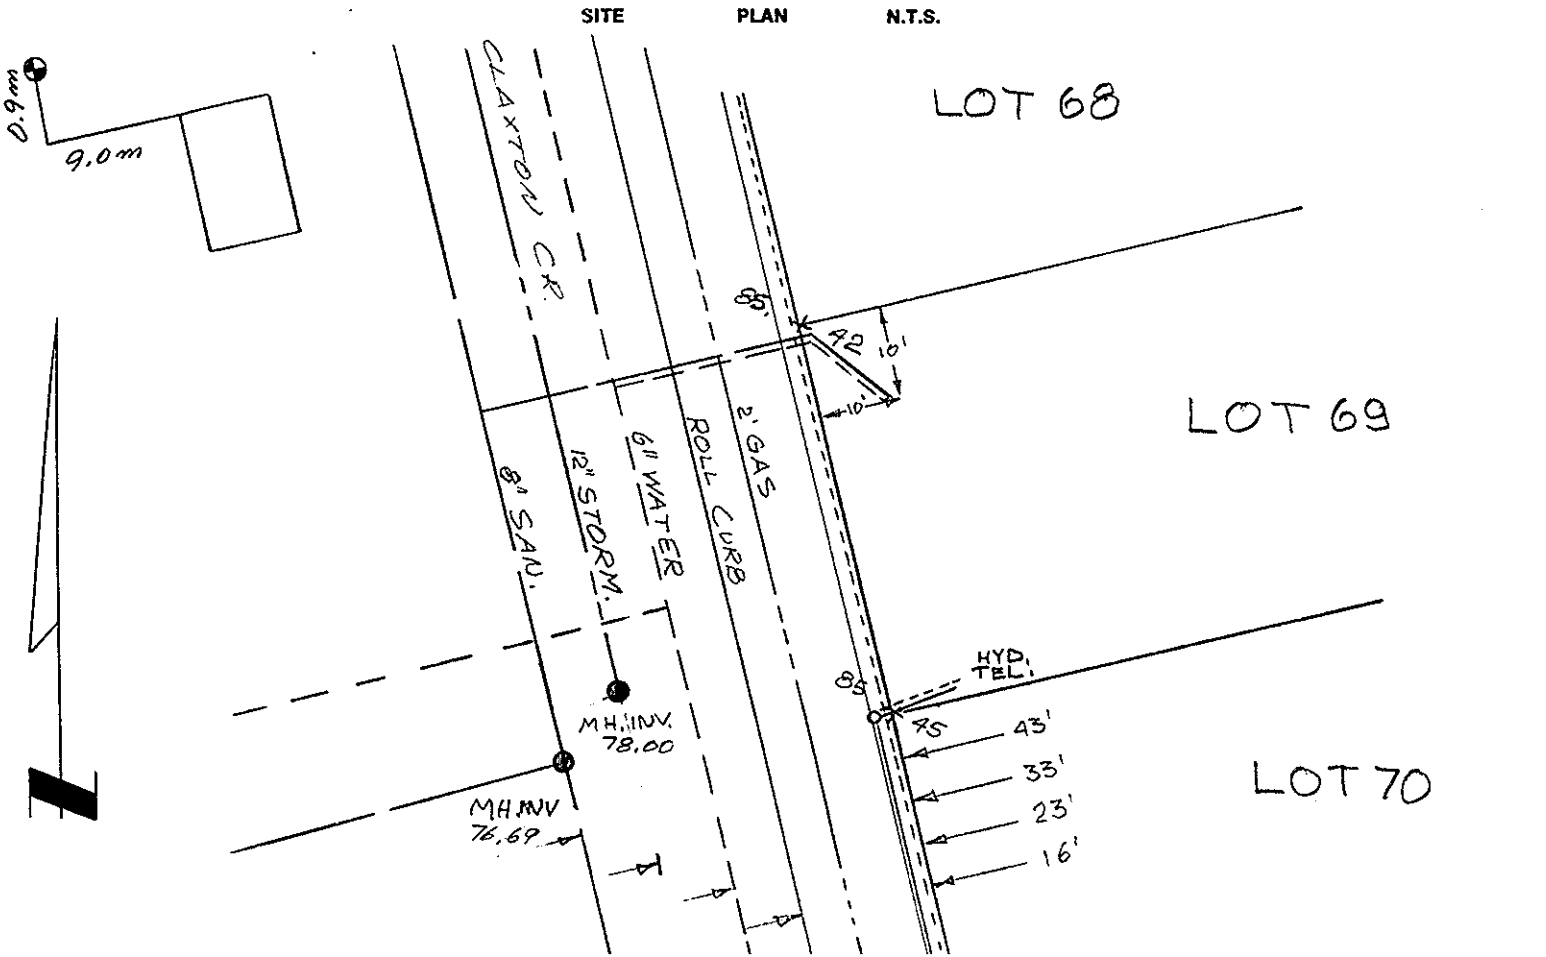 SITE PLAN N.T.S.
0.9m
9.0m
CLAXTON CR.
LOT 68
85.
42
10'
10'
LOT 69
8" SAN.
12" STORM.
6" WATER
ROLL CURB
2' GAS
HYD.
TEL.
85
45
MH. INV.
78.00
MH. INV
76.69
43'
33'
23'
16'
LOT 70